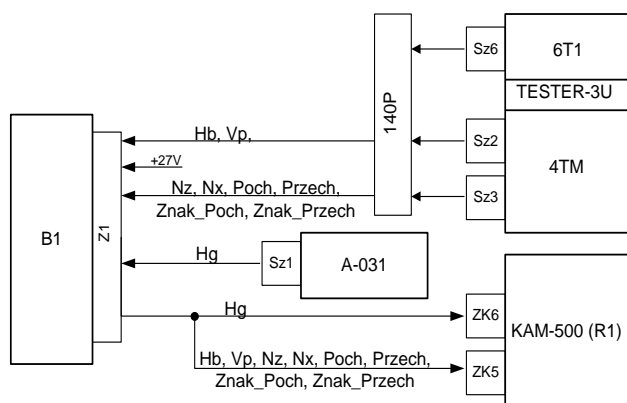 Sz6
6T1
TESTER-3U
140P
Hb, Vp,
Sz2
4TM
+27V
Nz, Nx, Poch, Przech,
Znak_Poch, Znak_Przech
Sz3
B1
Z1
Hg
Sz1
A-031
Hg
ZK6
KAM-500 (R1)
Hb, Vp, Nz, Nx, Poch, Przech,
Znak_Poch, Znak_Przech
ZK5